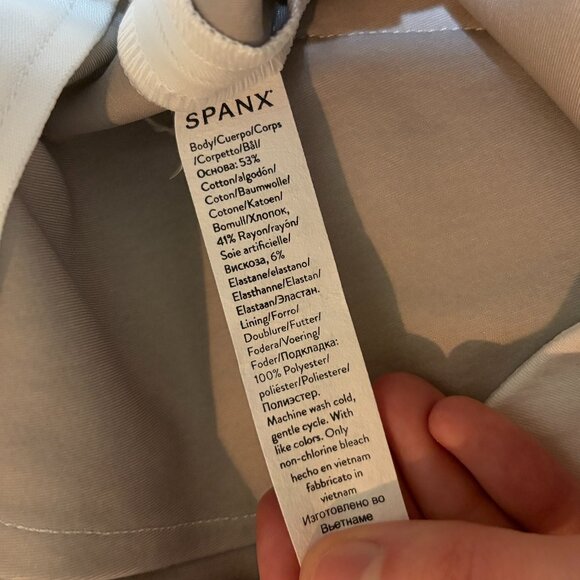 SPANX
Body/Cuerpo/Corps
/Corpetto/Bål/
Основа: 53%
Cotton/algodón/
Coton/Baumwolle/
Cotone/Katoen/
Bomull/Хлопок,
41% Rayon/rayón/
Soie artificielle/
Вискоза, 6%
Elastane/elastano/
Elasthanne/Elastan/
Elastaan/Эластан.
Lining/Forro/
Doublure/Futter/
Fodera/Voering/
Foder/Подкладка:
100% Polyester/
poliéster/Poliestere/
Полиэстер.
Machine wash cold,
gentle cycle. With
like colors. Only
non-chlorine bleach
hecho en vietnam
fabbricato in
vietnam
Изготовлено во
Вьетнаме